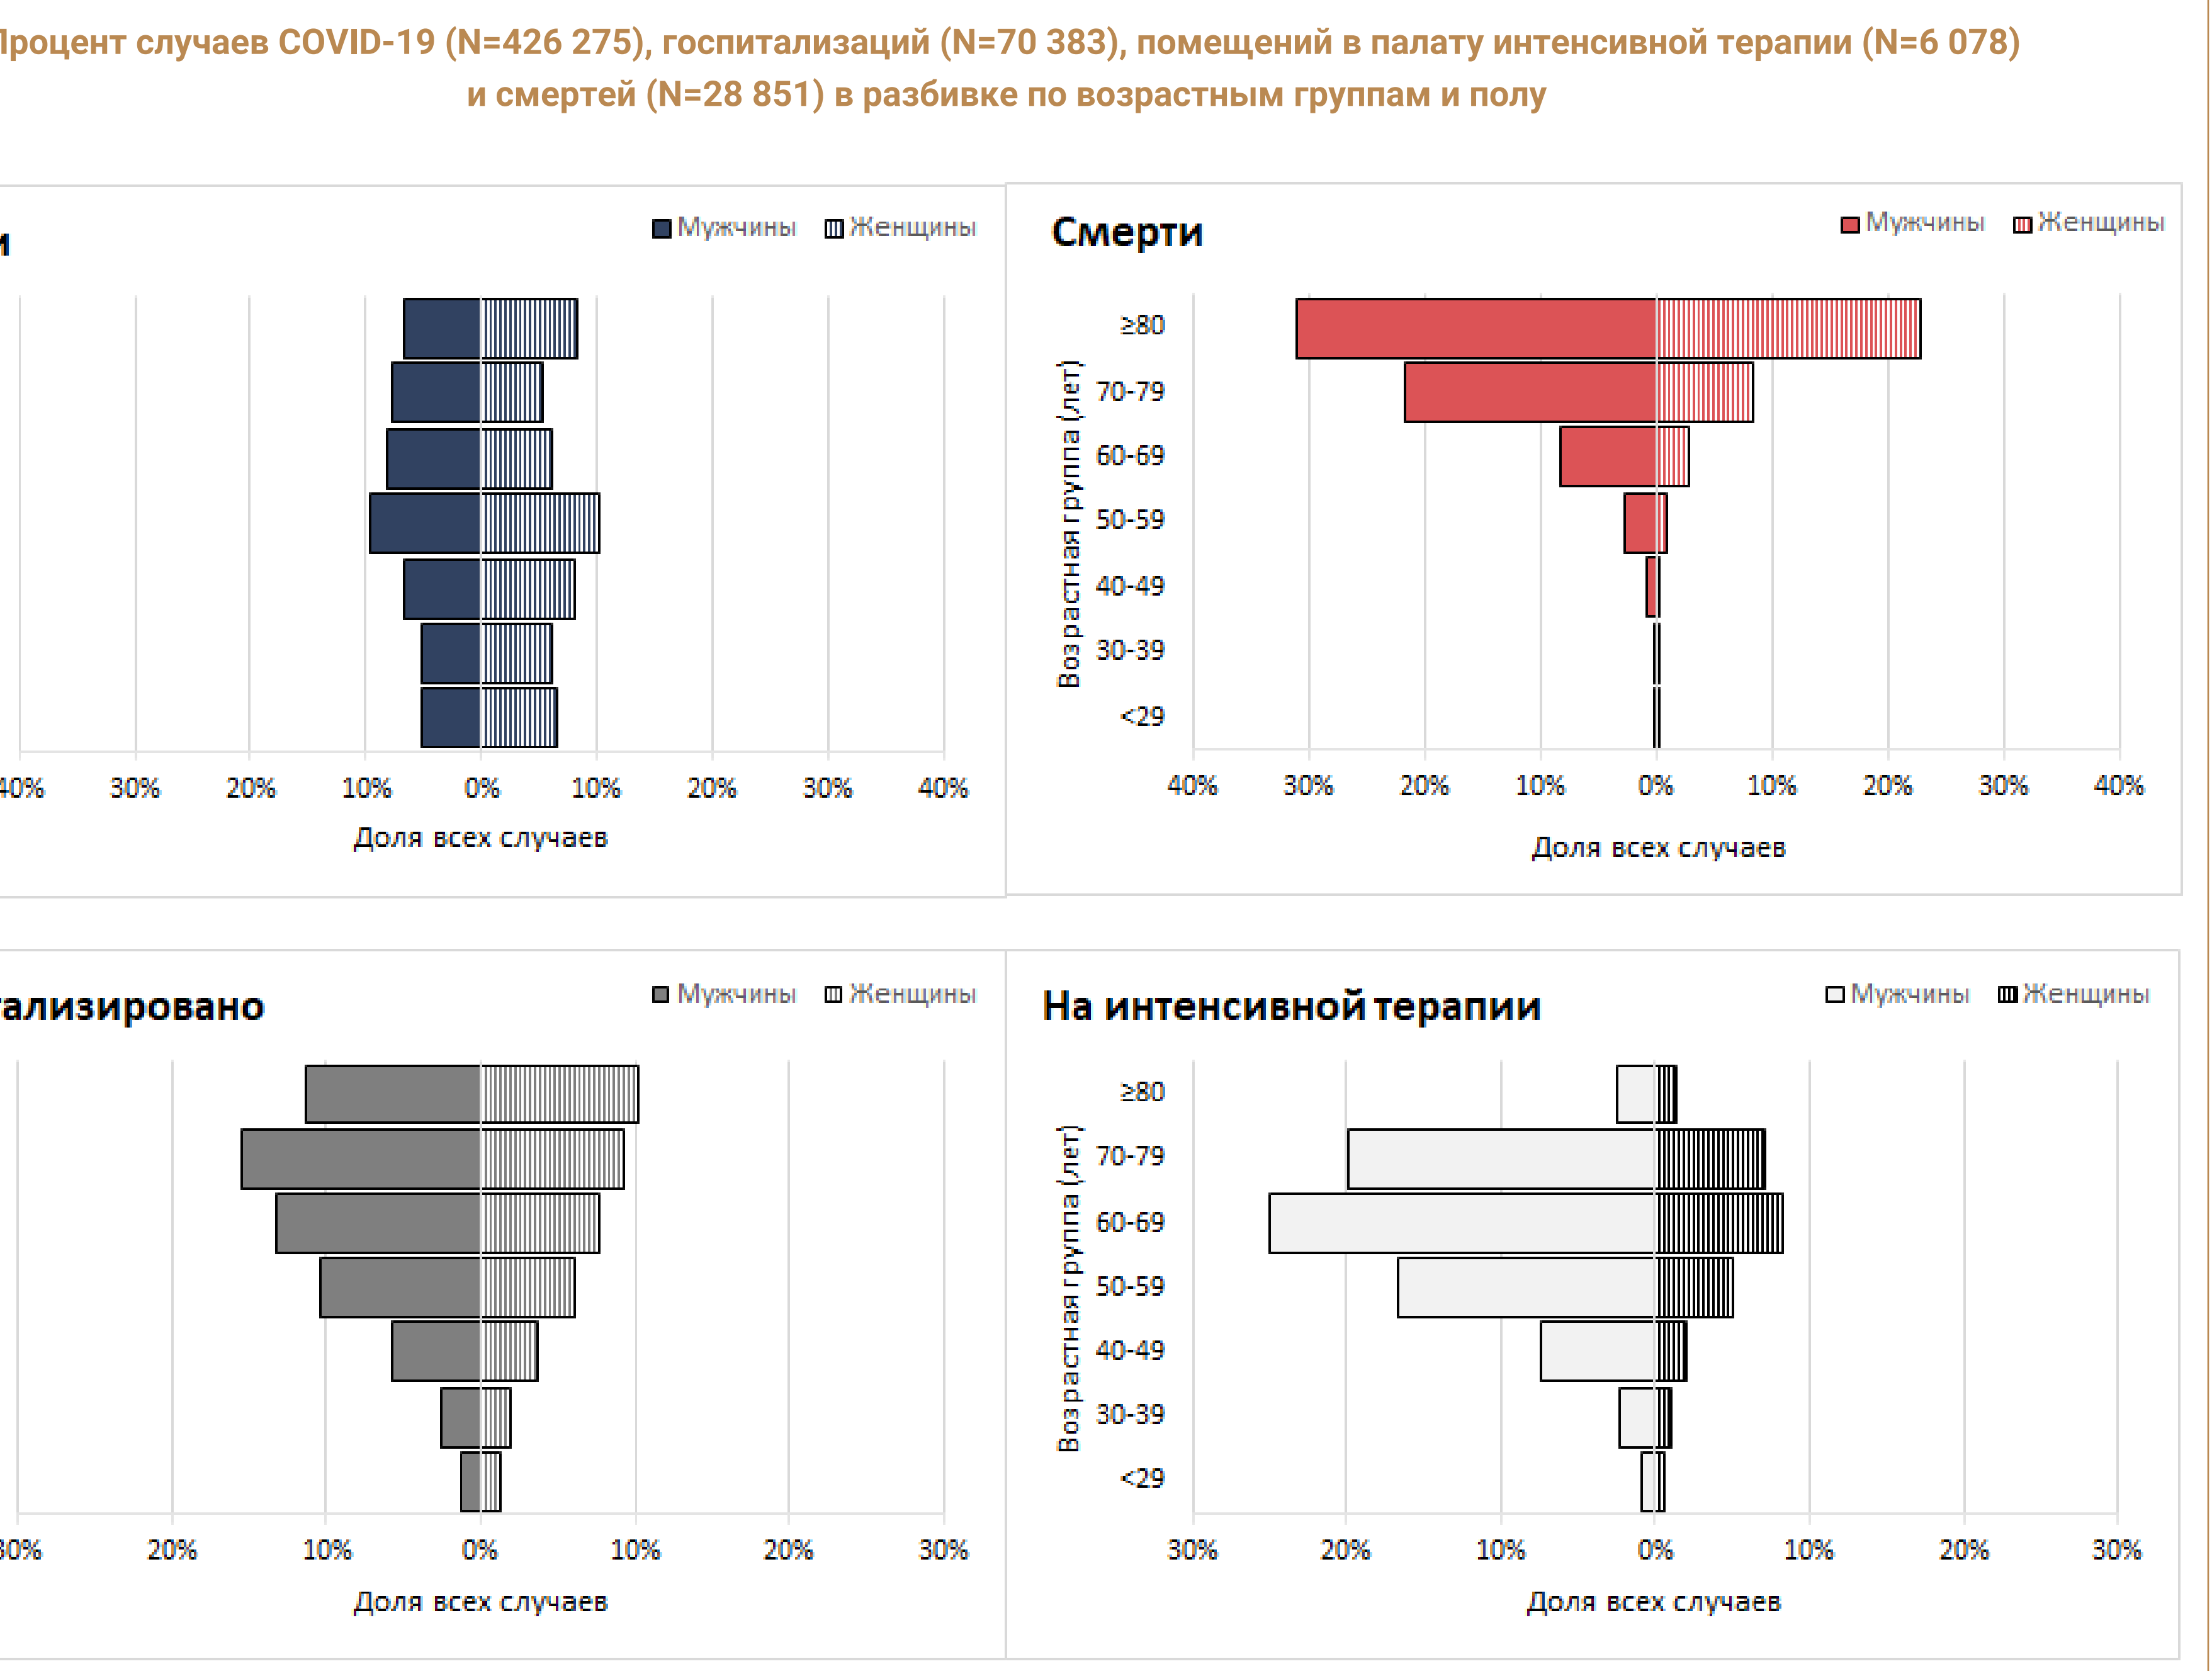 Процент случаев COVID-19 (N=426 275), госпитализаций (N=70 383), помещений в палату интенсивной терапии (N=6 078)
и смертей (N=28 851) в разбивке по возрастным группам и полу
Мужчины Женщины
40% 30% 20% 10% 0% 10% 20% 30% 40%
Доля всех случаев
Смерти
Мужчины Женщины
Возрастная группа (лет)
≥80
70-79
60-69
50-59
40-49
30-39
<29
40% 30% 20% 10% 0% 10% 20% 30% 40%
Доля всех случаев
ализировано
Мужчины Женщины
30% 20% 10% 0% 10% 20% 30%
Доля всех случаев
На интенсивной терапии
Мужчины Женщины
Возрастная группа (лет)
≥80
70-79
60-69
50-59
40-49
30-39
<29
30% 20% 10% 0% 10% 20% 30%
Доля всех случаев